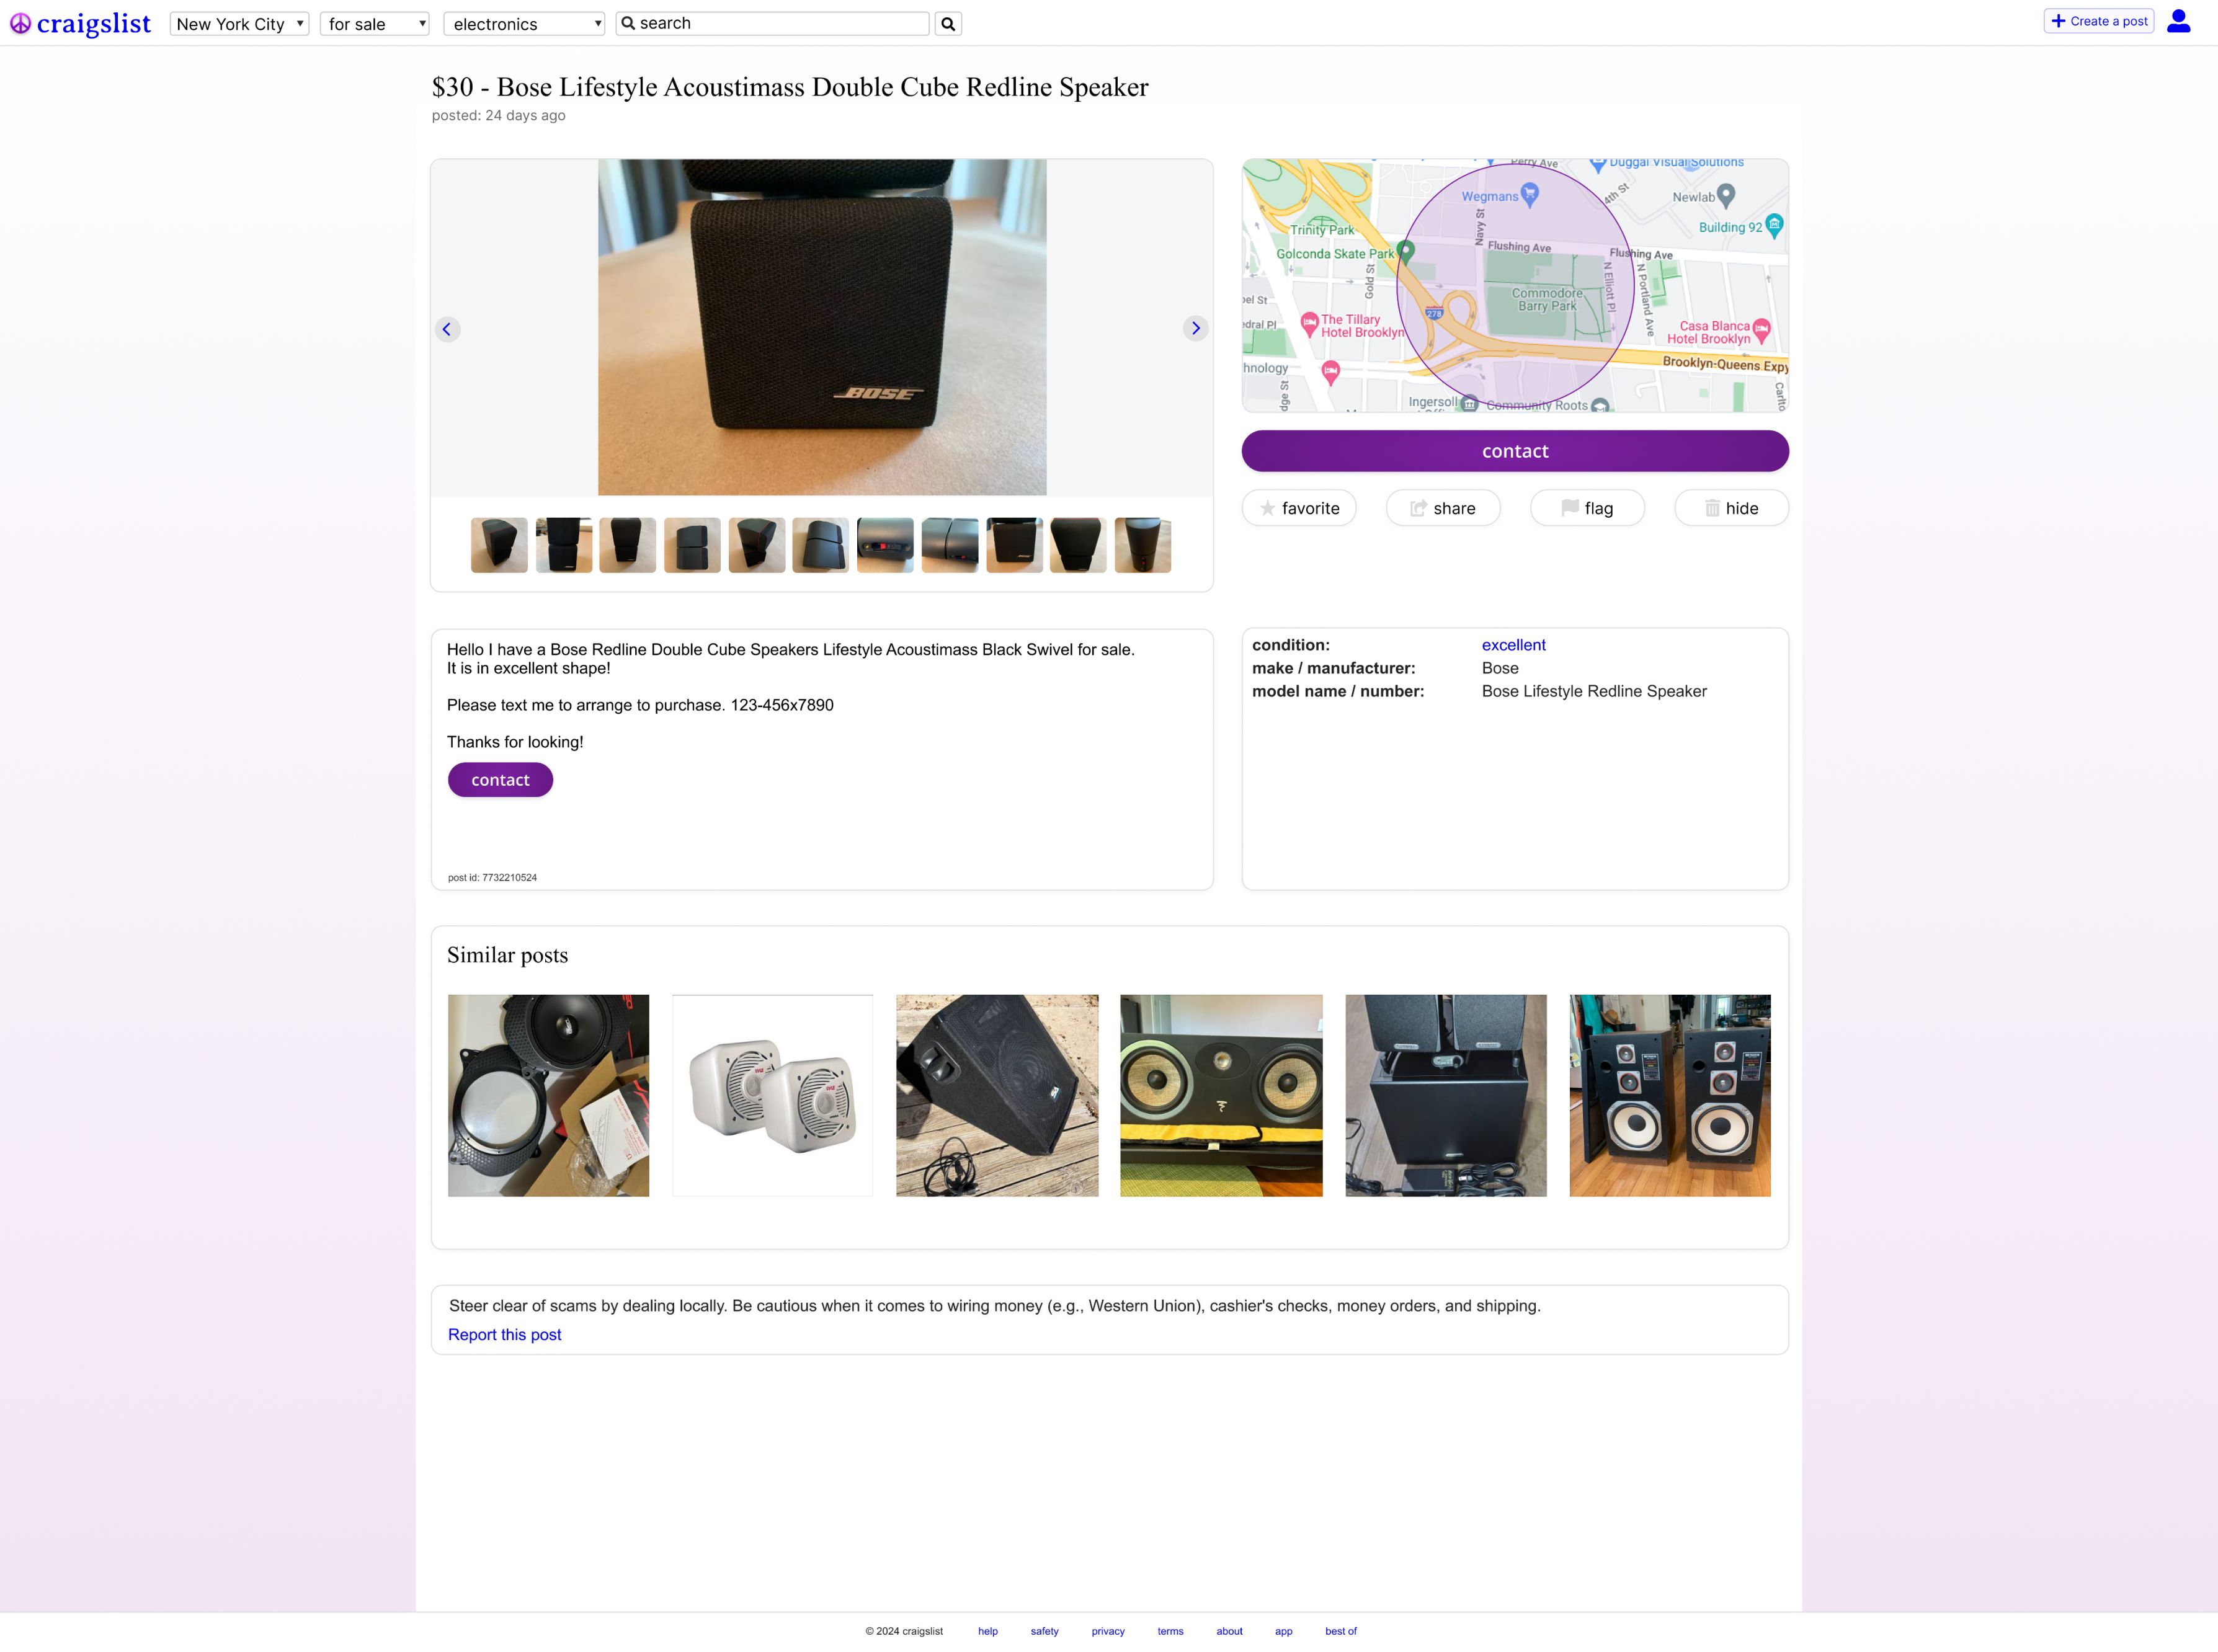 craigslist
New York City
for sale
electronics
search
Create a post
$30 - Bose Lifestyle Acoustimass Double Cube Redline Speaker
posted: 24 days ago
BOSE
Perry Ave
Duggal Visual Solutions
Wegmans
4th St
Newlab
Building 92
Trinity Park
Navy St
Golconda Skate Park
Flushing Ave
Flushing Ave
Gold St
N Elliott Pl
N Portland Ave
Commodore
Barry Park
278
The Tillary
Hotel Brooklyn
Casa Blanca
Hotel Brooklyn
Brooklyn-Queens Expy
hnology
dge St
Carlto
Ingersoll
Community Roots
contact
favorite
share
flag
hide
Hello I have a Bose Redline Double Cube Speakers Lifestyle Acoustimass Black Swivel for sale.
It is in excellent shape!
Please text me to arrange to purchase. 123-456x7890
Thanks for looking!
contact
post id: 7732210524
condition: excellent
make / manufacturer: Bose
model name / number: Bose Lifestyle Redline Speaker
Similar posts
Steer clear of scams by dealing locally. Be cautious when it comes to wiring money (e.g., Western Union), cashier's checks, money orders, and shipping.
Report this post
© 2024 craigslist help safety privacy terms about app best of